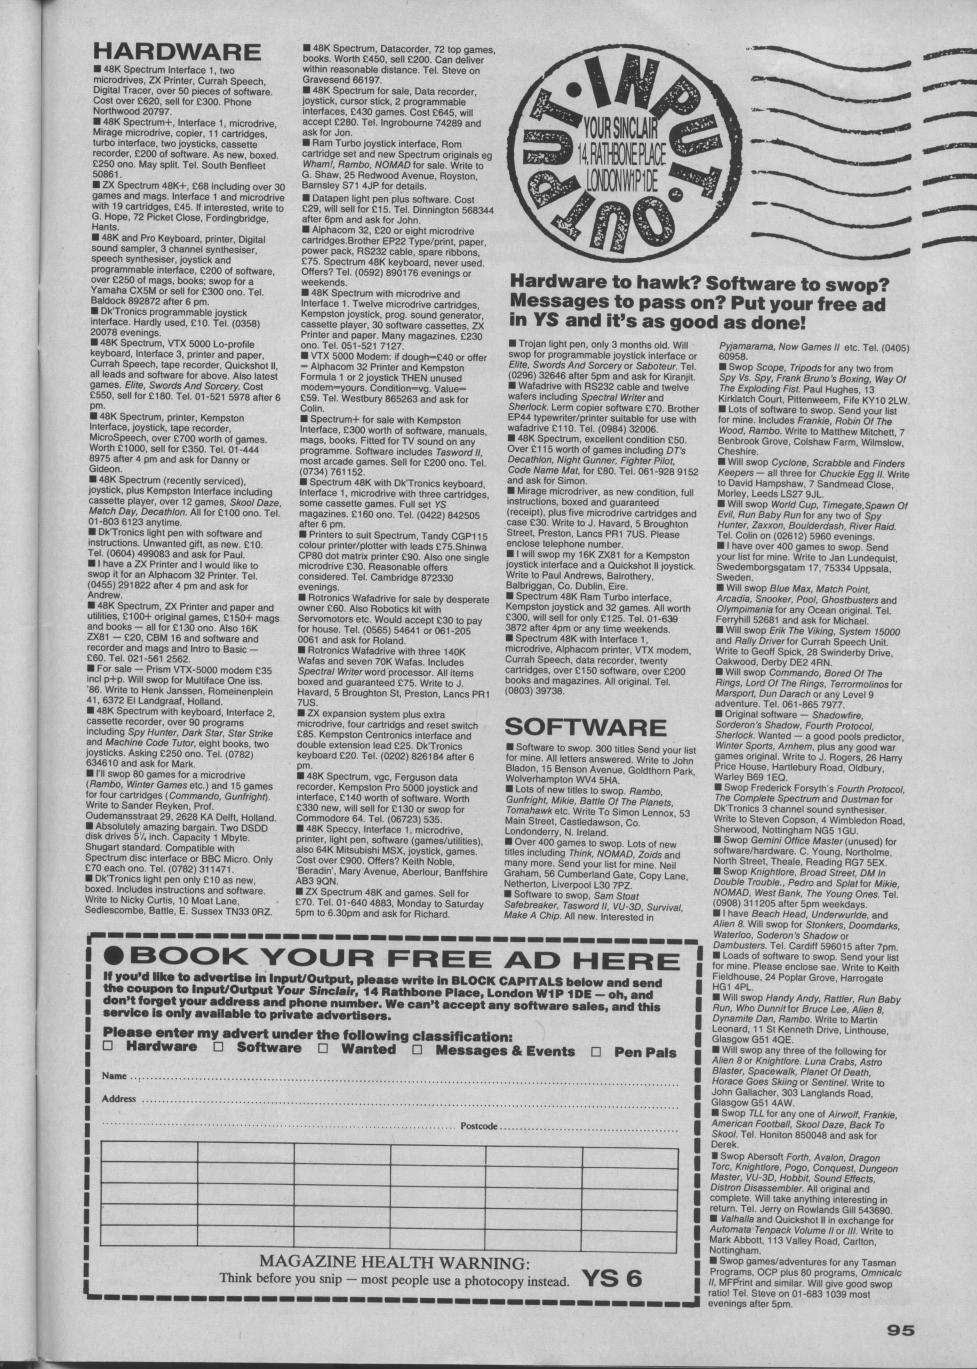 HARDWARE
■ 48K Spectrum Interface 1, two
microdrives, ZX Printer, Currah Speech,
Digital Tracer, over 50 pieces of software.
Cost over £620, sell for £300. Phone
Northwood 20797.
■ 48K Spectrum+, Interface 1, microdrive,
Mirage microdrive, copier, 11 cartridges,
turbo interface, two joysticks, cassette
recorder, £200 of software. As new, boxed.
£250 ono. May split. Tel. South Benfleet
50861.
■ ZX Spectrum 48K+, £68 including over 30
games and mags. Interface 1 and microdrive
with 19 cartridges, £45. If interested, write to
G. Hope, 72 Picket Close, Fordingbridge,
Hants.
■ 48K and Pro Keyboard, printer, Digital
sound sampler, 3 channel synthesiser,
speech synthesiser, joystick and
programmable interface, £200 of software,
over £250 of mags, books; swop for a
Yamaha CX5M or sell for £300 ono. Tel.
Baldock 892872 after 6 pm.
■ Dk'Tronics programmable joystick
interface. Hardly used, £10. Tel. (0358)
20078 evenings.
■ 48K Spectrum, VTX 5000 Lo-profile
keyboard, Interface 3, printer and paper,
Currah Speech, tape recorder, Quickshot II,
all leads and software for above. Also latest
games. Elite, Swords And Sorcery. Cost
£550, sell for £180. Tel. 01-521 5978 after 6
pm.
■ 48K Spectrum, printer, Kempston
Interface, joystick, tape recorder,
MicroSpeech, over £700 worth of games.
Worth £1000, sell for £350. Tel. 01-444
8975 after 4 pm and ask for Danny or
Gideon.
■ 48K Spectrum (recently serviced),
joystick, plus Kempston Interface including
cassette player, over 12 games, Skool Daze,
Match Day, Decathlon. All for £100 ono. Tel.
01-803 6123 anytime.
■ Dk'Tronics light pen with software and
instructions. Unwanted gift, as new. £10.
Tel. (0604) 499083 and ask for Paul.
■ I have a ZX Printer and I would like to
swop it for an Alphacom 32 Printer. Tel.
(0455) 291822 after 4 pm and ask for
Andrew.
■ 48K Spectrum, ZX Printer and paper and
utilities, £100+ original games, £150+ mags
and books — all for £130 ono. Also 16K
ZX81 — £20, CBM 16 and software and
recorder and mags and Intro to Basic —
£60. Tel. 021-561 2562.
■ For sale — Prism VTX-5000 modem £35
incl p+p. Will swop for Multiface One iss.
'86. Write to Henk Janssen, Romeinenplein
41, 6372 El Landgraaf, Holland.
■ 48K Spectrum with keyboard, Interface 2,
cassette recorder, over 90 programs
including Spy Hunter, Dark Star, Star Strike
and Machine Code Tutor, eight books, two
joysticks. Asking £250 ono. Tel. (0782)
634610 and ask for Mark.
■ I'll swop 80 games for a microdrive
(Rambo, Winter Games etc.) and 15 games
for four cartridges (Commando, Gunfright).
Write to Sander Reyken, Prof.
Oudemansstraat 29, 2628 KA Delft, Holland.
■ Absolutely amazing bargain. Two DSDD
disk drives 5¼ inch. Capacity 1 Mbyte.
Shugart standard. Compatible with
Spectrum disc interface or BBC Micro. Only
£70 each ono. Tel. (0782) 311471.
■ Dk'Tronics light pen only £10 as new,
boxed. Includes instructions and software.
Write to Nicky Curtis, 10 Moat Lane,
Sedlescombe, Battle, E. Sussex TN33 0RZ.
■ 48K Spectrum, Datacorder, 72 top games,
books. Worth £450, sell £200. Can deliver
within reasonable distance. Tel. Steve on
Gravesend 66197.
■ 48K Spectrum for sale, Data recorder,
joystick, cursor stick, 2 programmable
interfaces, £430 games. Cost £645, will
accept £280. Tel. Ingrobourne 74289 and
ask for Jon.
■ Ram Turbo joystick interface, Rom
cartridge set and new Spectrum originals eg
Wham!, Rambo, NOMAD for sale. Write to
G. Shaw, 25 Redwood Avenue, Royston,
Barnsley S71 4JP for details.
■ Datapen light pen plus software. Cost
£29, will sell for £15. Tel. Dinnington 568344
after 6pm and ask for John.
■ Alphacom 32, £20 or eight microdrive
cartridges.Brother EP22 Type/print, paper,
power pack, RS232 cable, spare ribbons,
£75. Spectrum 48K keyboard, never used.
Offers? Tel. (0592) 890176 evenings or
weekends.
■ 48K Spectrum with microdrive and
Interface 1. Twelve microdrive cartridges,
Kempston joystick, prog. sound generator,
cassette player, 30 software cassettes, ZX
Printer and paper. Many magazines. £230
ono. Tel. 051-521 7127.
■ VTX 5000 Modem: if dough=£40 or offer
= Alphacom 32 Printer and Kempston
Formula 1 or 2 joystick THEN unused
modem=yours. Condition=vg. Value=
£59. Tel. Westbury 865263 and ask for
Colin.
■ Spectrum+ for sale with Kempston
Interface, £300 worth of software, manuals,
mags, books. Fitted for TV sound on any
programme. Software includes Tasword II,
most arcade games. Sell for £200 ono. Tel.
(0734) 761152.
■ Spectrum 48K with Dk'Tronic keyboard,
Interface 1, microdrive with three cartridges,
some cassette games. Full set YS
magazines. £160 ono. Tel. (0422) 842505
after 6 pm.
■ Printers to suit Spectrum, Tandy CGP115
colour printer/plotter with leads £75.Shinwa
CP80 dot matrix printer £90. Also one single
microdrive £30. Reasonable offers
considered. Tel. Cambridge 872330
evenings.
■ Rotronics Wafadrive for sale by desperate
owner £60. Also Robotics kit with
Servomotors etc. Would accept £30 to pay
for house. Tel. (0565) 54641 or 061-205
0061 and ask for Roland.
■ Rotronics Wafadrive with three 140K
Wafas and seven 70K Wafas. Includes
Spectral Writer word processor. All items
boxed and guaranteed £75. Write to J.
Havard, 5 Broughton St, Preston, Lancs PR1
7US.
■ ZX expansion system plus extra
microdrive, four cartridgs and reset switch
£85. Kempston Centronics interface and
double extension lead £25. Dk'Tronics
keyboard £20. Tel. (0202) 826184 after 6
pm.
■ 48K Spectrum, vgc, Ferguson data
recorder, Kempston Pro 5000 joystick and
interface, £140 worth of software. Worth
£330 new, will sell for £130 or swop for
Commodore 64. Tel. (06723) 535.
■ 48K Speccy, Interface 1, microdrive,
printer, light pen, software (games/utilities),
also 64K Mitsubishi MSX, joystick, games.
Cost over £900. Offers? Keith Noble,
'Beradin', Mary Avenue, Aberlour, Banffshire
AB3 9QN.
■ ZX Spectrum 48K and games. Sell for
£70. Tel. 01-640 4883, Monday to Saturday
5pm to 6.30pm and ask for Richard.
INPUT·OUTPUT·
YOUR SINCLAIR
14, RATHBONE PLACE
LONDON W1P 1DE
Hardware to hawk? Software to swop?
Messages to pass on? Put your free ad
in YS and it's as good as done!
■ Trojan light pen, only 3 months old. Will
swop for programmable joystick interface or
Elite, Swords And Sorcery or Saboteur. Tel.
(0296) 32646 after 5pm and ask for Kiranjit.
■ Wafadrive with RS232 cable and twelve
wafers including Spectral Writer and
Sherlock. Lerm copier software £70. Brother
EP44 typewriter/printer suitable for use with
wafadrive £110. Tel. (0984) 32006.
■ 48K Spectrum, excellent condition £50.
Over £115 worth of games including DT's
Decathlon, Night Gunner, Fighter Pilot,
Code Name Mat, for £80. Tel. 061-928 9152
and ask for Simon.
■ Mirage microdriver, as new condition, full
instructions, boxed and guaranteed
(receipt), plus five microdrive cartridges and
case £30. Write to J. Havard, 5 Broughton
Street, Preston, Lancs PR1 7US. Please
enclose telephone number.
■ I will swop my 16K ZX81 for a Kempston
joystick interface and a Quickshot II joystick.
Write to Paul Andrews, Balrothery,
Balbriggan, Co. Dublin, Eire.
■ Spectrum 48K Ram Turbo interface,
Kempston joystick and 32 games. All worth
£300, will sell for only £125. Tel. 01-639
3872 after 4pm or any time weekends.
■ Spectrum 48K with Interface 1,
microdrive, Alphacom printer, VTX modem,
Currah Speech, data recorder, twenty
cartridges, over £150 software, over £200
books and magazines. All original. Tel.
(0803) 39738.
SOFTWARE
■ Software to swop. 300 titles Send your list
for mine. All letters answered. Write to John
Bladon, 15 Benson Avenue, Goldthorn Park,
Wolverhampton WV4 5HA.
■ Lots of new titles to swop. Rambo,
Gunfright, Mikie, Battle Of The Planets,
Tomahawk etc. Write To Simon Lennox, 53
Main Street, Castledawson, Co.
Londonderry, N. Ireland.
■ Over 400 games to swop. Lots of new
titles including Think, NOMAD, Zoids and
many more. Send your list for mine. Neil
Graham, 56 Cumberland Gate, Copy Lane,
Netherton, Liverpool L30 7PZ.
■ Software to swop, Sam Stoat
Safebreaker, Tasword II, VU-3D, Survival,
Make A Chip. All new. Interested in
Pyjamarama, Now Games II etc. Tel. (0405)
60958.
■ Swop Scope, Tripods for any two from
Spy Vs. Spy, Frank Bruno's Boxing, Way Of
The Exploding Fist. Paul Hughes, 13
Kirklatch Court, Pittenweem, Fife KY10 2LW.
■ Lots of software to swop. Send your list
for mine. Includes Frankie, Robin Of The
Wood, Rambo. Write to Matthew Mitchett, 7
Benbrook Grove, Colshaw Farm, Wilmslow,
Cheshire.
■ Will swop Cyclone, Scrabble and Finders
Keepers — all three for Chuckie Egg II. Write
to David Hampshaw, 7 Sandmead Close,
Morley, Leeds LS27 9JL.
■ Will swop World Cup, Timegate,Spawn Of
Evil, Run Baby Run for any two of Spy
Hunter, Zaxxon, Boulderdash, River Raid.
Tel. Colin on (02612) 5960 evenings.
■ I have over 400 games to swop. Send
your list for mine. Write to Jan Lundequist,
Swedemborgsgatam 17, 75334 Uppsala,
Sweden.
■ Will swop Blue Max, Match Point,
Arcadia, Snooker, Pool, Ghostbusters and
Olympimania for any Ocean original. Tel.
Ferryhill 52681 and ask for Michael.
■ Will swop Erik The Viking, System 15000
and Rally Driver for Currah Speech Unit.
Write to Geoff Spick, 28 Swinderby Drive,
Oakwood, Derby DE2 4RN.
■ Will swop Commando, Bored Of The
Rings, Lord Of The Rings, Terrormolinos for
Marsport, Dun Darach or any Level 9
adventure. Tel. 061-865 7977.
■ Original software — Shadowfire,
Sorderon's Shadow, Fourth Protocol,
Sherlock. Wanted — a good pools predictor,
Winter Sports, Arnhem, plus any good war
games original. Write to J. Rogers, 26 Harry
Price House, Hartlebury Road, Oldbury,
Warley B69 1EQ.
■ Swop Frederick Forsyth's Fourth Protocol,
The Complete Spectrum and Dustman for
Dk'Tronics 3 channel sound synthesiser.
Write to Steven Copson, 4 Wimbledon Road,
Sherwood, Nottingham NG5 1GU.
■ Swop Gemini Office Master (unused) for
software/hardware. C. Young, Northolme,
North Street, Theale, Reading RG7 5EX.
■ Swop Knightlore, Broad Street, DM In
Double Trouble., Pedro and Splat for Mikie,
NOMAD, West Bank, The Young Ones. Tel.
(0908) 311205 after 5pm weekdays.
■ I have Beach Head, Underwurlde, and
Alien 8. Will swop for Stonkers, Doomdarks,
Waterloo, Soderon's Shadow or
Dambusters. Tel. Cardiff 596015 after 7pm.
■ Loads of software to swop. Send your list
for mine. Please enclose sae. Write to Keith
Fieldhouse, 24 Poplar Grove, Harrogate
HG1 4PL.
■ Will swop Handy Andy, Rattler, Run Baby
Run, Who Dunnit for Bruce Lee, Alien 8,
Dynamite Dan, Rambo. Write to Martin
Leonard, 11 St Kenneth Drive, Linthouse,
Glasgow G51 4QE.
■ Will swop any three of the following for
Alien 8 or Knightlore. Luna Crabs, Astro
Blaster, Spacewalk, Planet Of Death,
Horace Goes Skiing or Sentinel. Write to
John Gallacher, 303 Langlands Road,
Glasgow G51 4AW.
■ Swop TLL for any one of Airwolf, Frankie,
American Football, Skool Daze, Back To
Skool. Tel. Honiton 850048 and ask for
Derek.
■ Swop Abersoft Forth, Avalon, Dragon
Torc, Knightlore, Pogo, Conquest, Dungeon
Master, VU-3D, Hobbit, Sound Effects,
Distron Disassembler. All original and
complete. Will take anything interesting in
return. Tel. Jerry on Rowlands Gill 543690.
■ Valhalla and Quickshot II in exchange for
Automata Tenpack Volume II or III. Write to
Mark Abbott, 113 Valley Road, Carlton,
Nottingham.
■ Swop games/adventures for any Tasman
Programs, OCP plus 80 programs, Omnicalc
II, MFPrint and similar. Will give good swop
ratio! Tel. Steve on 01-683 1039 most
evenings after 5pm.
●BOOK YOUR FREE AD HERE
If you'd like to advertise in Input/Output, please write in BLOCK CAPITALS below and send
the coupon to Input/Output Your Sinclair, 14 Rathbone Place, London W1P 1DE — oh, and
don't forget your address and phone number. We can't accept any software sales, and this
service is only available to private advertisers.
Please enter my advert under the following classification:
□ Hardware □ Software □ Wanted □ Messages & Events □ Pen Pals
Name
Address
Postcode
MAGAZINE HEALTH WARNING:
Think before you snip — most people use a photocopy instead. YS 6
95